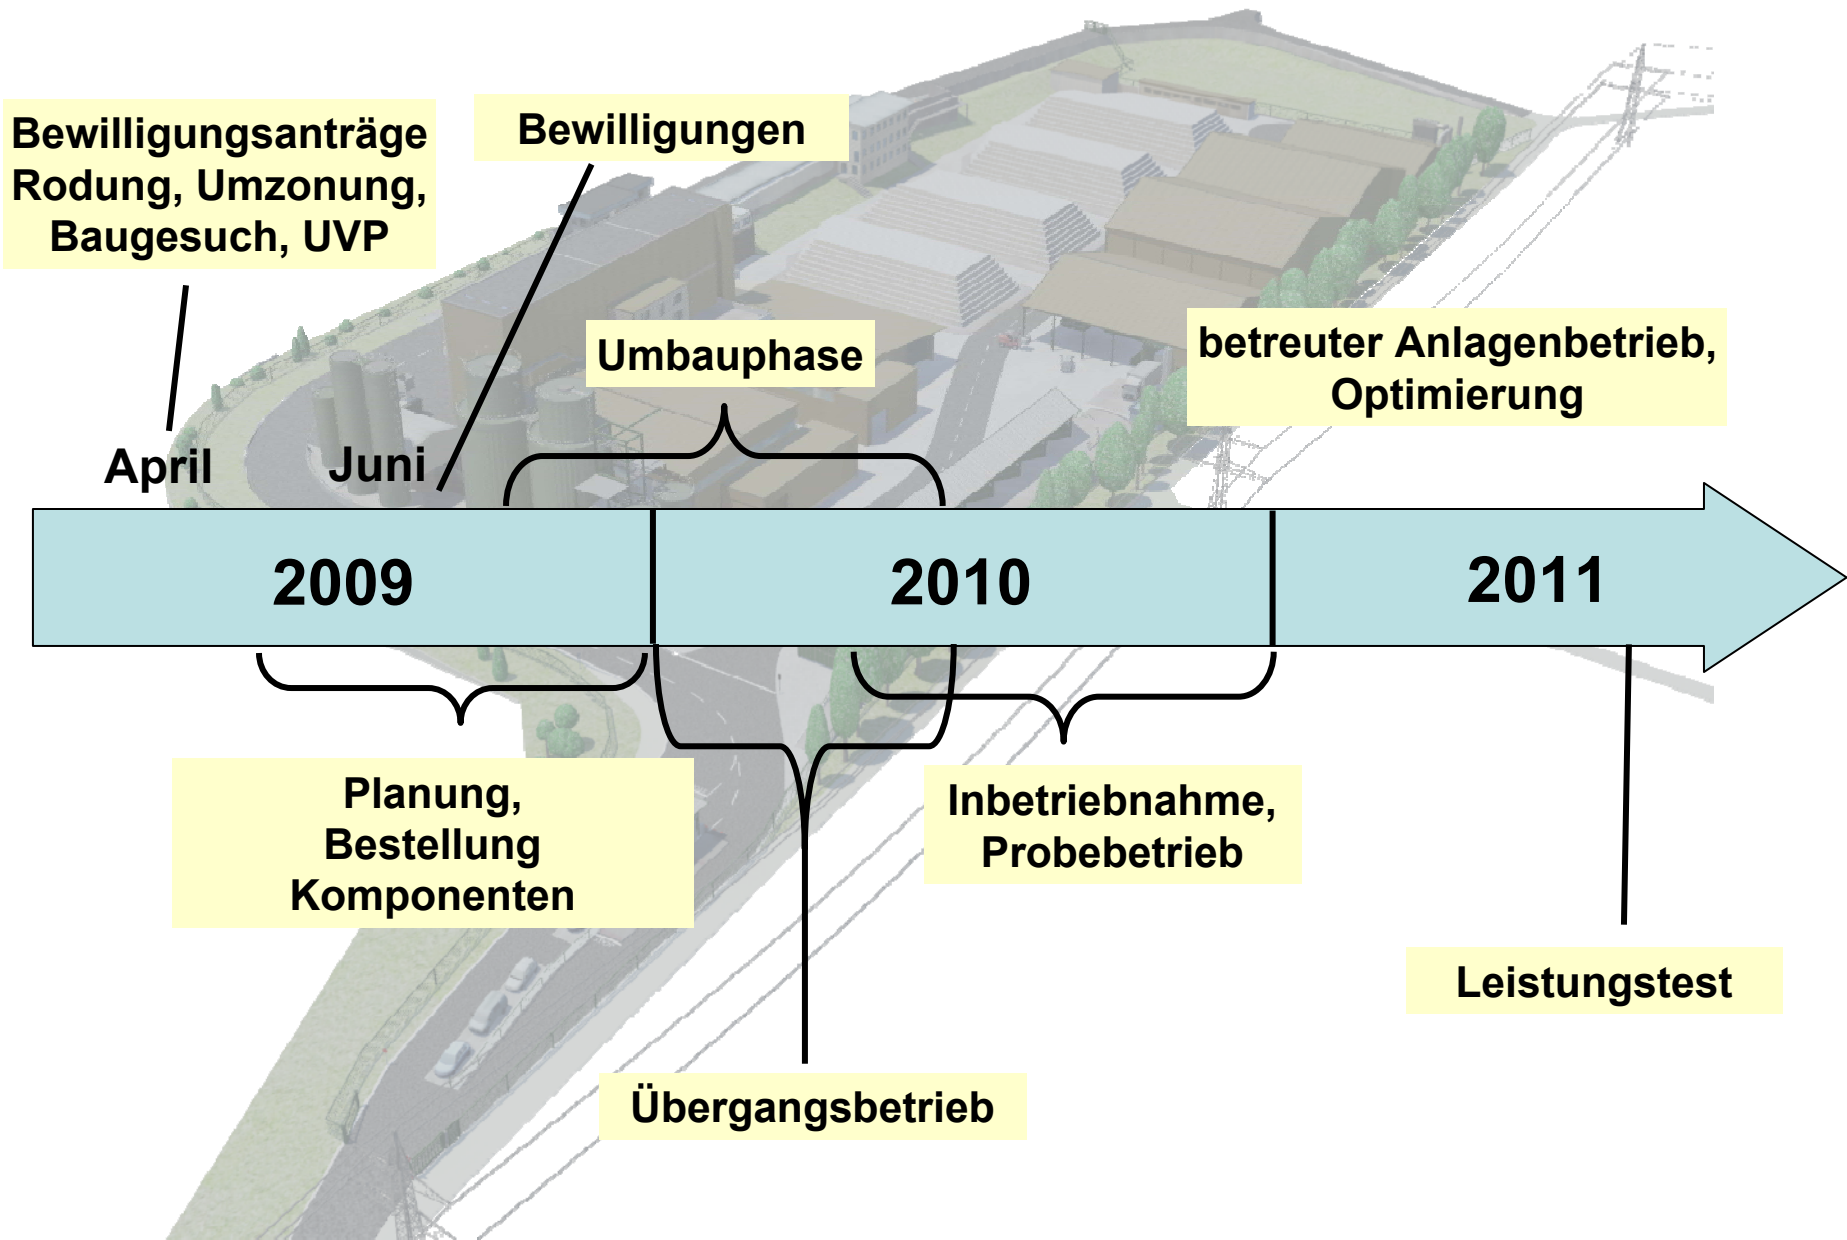 Bewilligungsanträge
Rodung, Umzonung,
Baugesuch, UVP
Bewilligungen
Umbauphase
betreuter Anlagenbetrieb,
Optimierung
April
Juni
2009
2010
2011
Planung,
Bestellung
Komponenten
Inbetriebnahme,
Probebetrieb
Leistungstest
Übergangsbetrieb